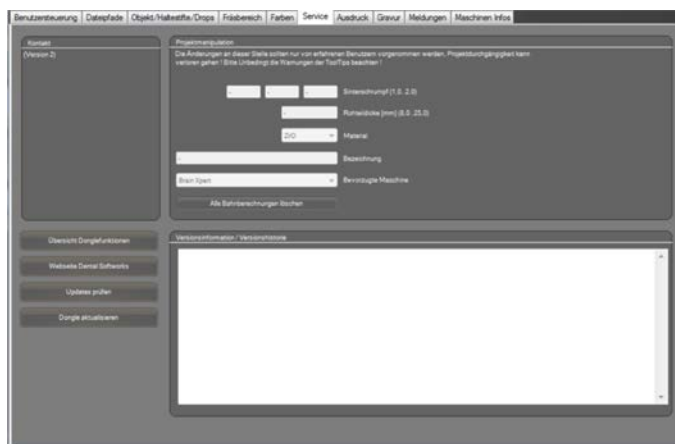 Benutzersteuerung Dateipfade Objekt/Haltestifte/Drops Fräsbereich Farben Service Ausdruck Gravur Meldungen Maschinen Infos
Kontakt
(Version 2)
Projektmanipulation
Die Änderungen an dieser Stelle sollten nur von erfahrenen Benutzern vorgenommen werden, Projektdurchgängigkeit kann
verloren gehen ! Bitte Unbedingt die Warnungen der ToolTips beachten !
- - - Sinterschrumpf (1.0...2.0)
- Rohteildicke [mm] (8.0...25.0)
ZrO Material
- Bezeichnung
Brain Xpert Bevorzugte Maschine
Alle Bahnberechnungen löschen
Übersicht Donglefunktionen
Webseite Dental Softworks
Updates prüfen
Dongle aktualisieren
Versionsinformation / Versionshistorie